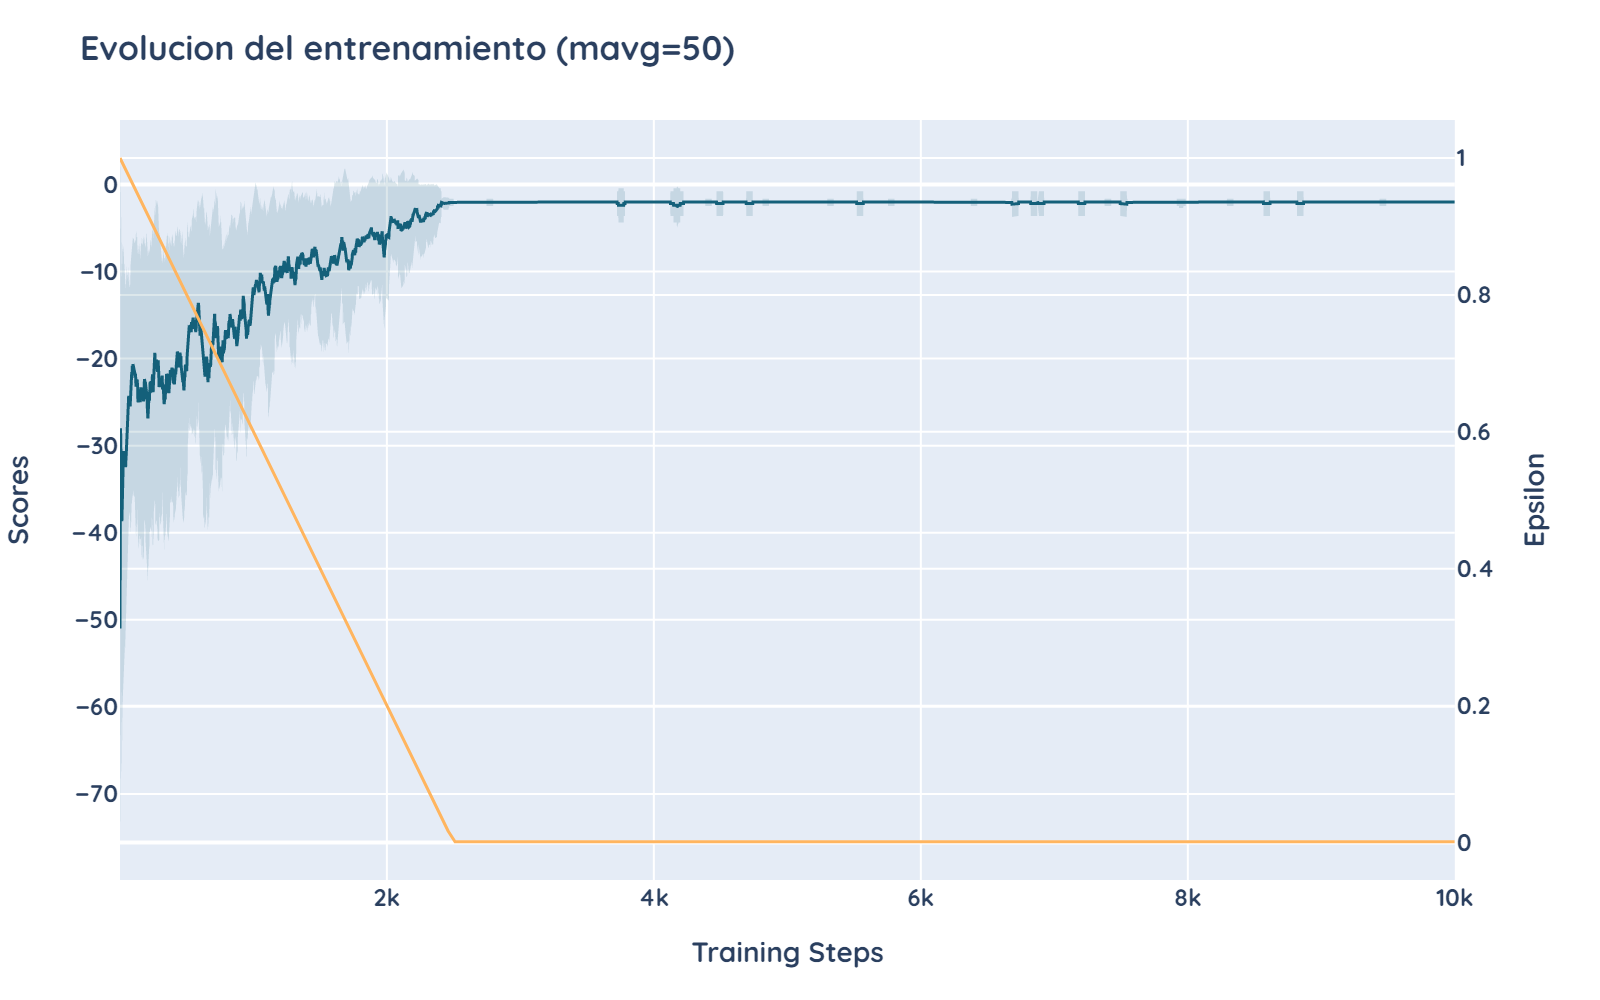 Evolucion del entrenamiento (mavg=50)
Scores
0
−10
−20
−30
−40
−50
−60
−70
1
0.8
0.6
0.4
0.2
0
Epsilon
2k 4k 6k 8k 10k
Training Steps